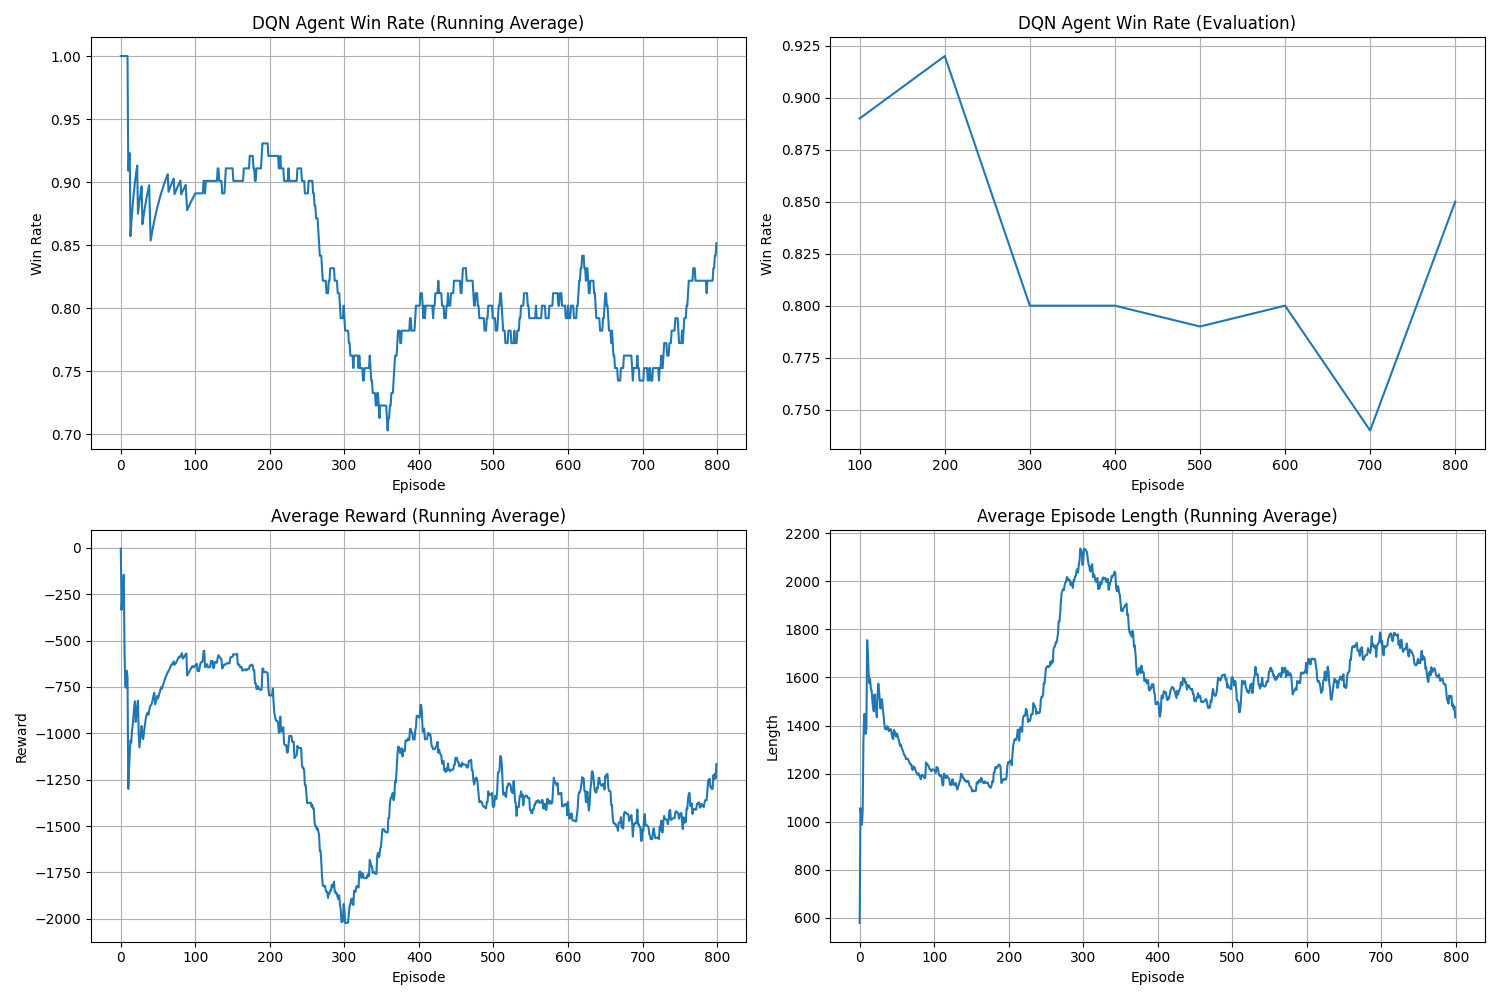 DQN Agent Win Rate (Running Average)
1.00
0.95
0.90
0.85
0.80
0.75
0.70
Win Rate
0 100 200 300 400 500 600 700 800
Episode
DQN Agent Win Rate (Evaluation)
0.925
0.900
0.875
0.850
0.825
0.800
0.775
0.750
Win Rate
100 200 300 400 500 600 700 800
Episode
Average Reward (Running Average)
0
−250
−500
−750
−1000
−1250
−1500
−1750
−2000
Reward
0 100 200 300 400 500 600 700 800
Episode
Average Episode Length (Running Average)
2200
2000
1800
1600
1400
1200
1000
800
600
Length
0 100 200 300 400 500 600 700 800
Episode